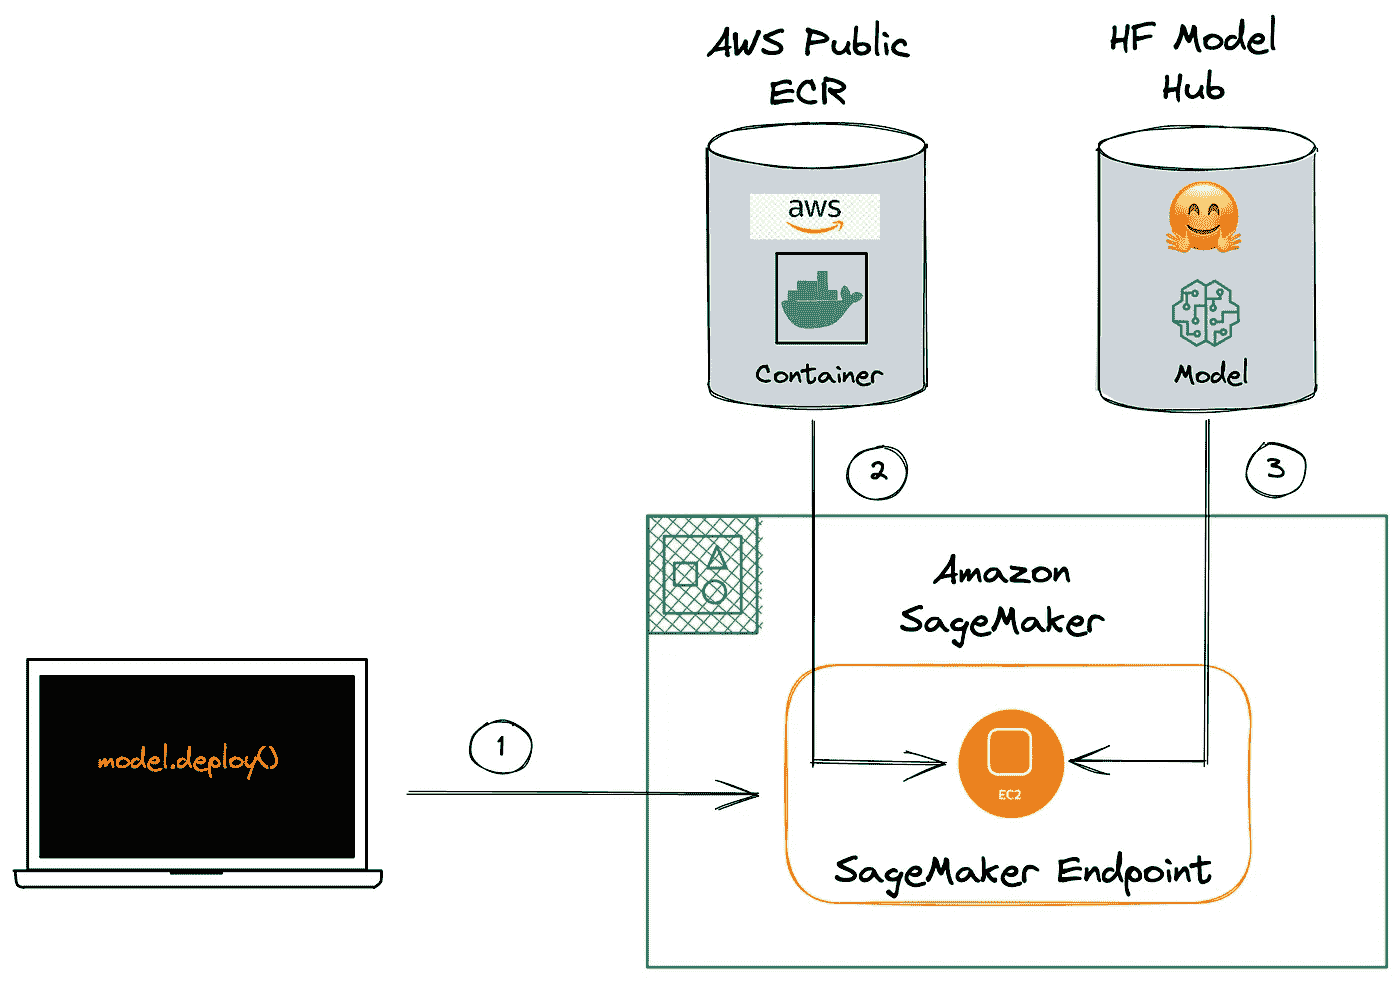 AWS Public
ECR
HF Model
Hub
aws
Container
Model
2
3
Amazon
SageMaker
model.deploy()
1
EC2
SageMaker Endpoint